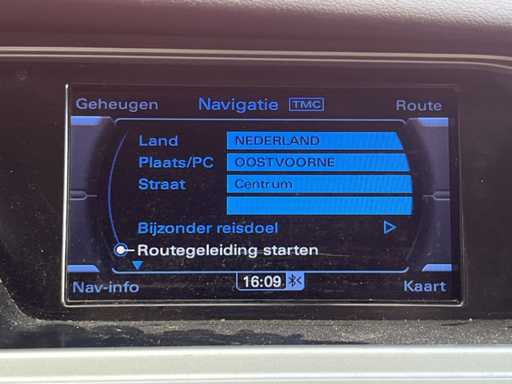 Geheugen Navigatie TMC Route
Land NEDERLAND
Plaats/PC OOSTVOORNE
Straat Centrum
Bijzonder reisdoel
Routegeleiding starten
Nav-info 16:09 Kaart